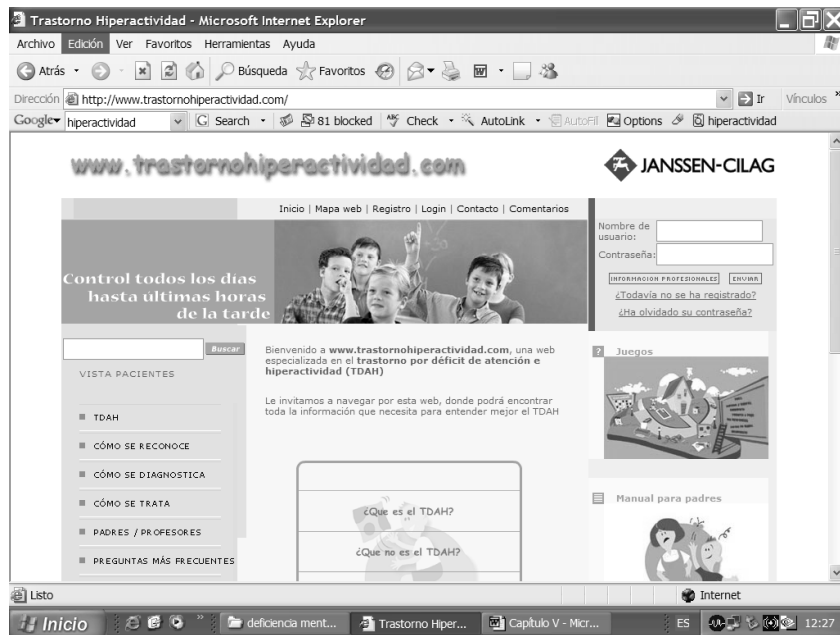 Trastorno Hiperactividad - Microsoft Internet Explorer
Archivo Edición Ver Favoritos Herramientas Ayuda
Atrás Búsqueda Favoritos
Dirección http://www.trastornohiperactividad.com/ Ir Vínculos »
Google hiperactividad Search 81 blocked Check AutoLink AutoFill Options hiperactividad
www.trastornohiperactividad.com
JANSSEN-CILAG
Inicio | Mapa web | Registro | Login | Contacto | Comentarios
Control todos los días
hasta últimas horas
de la tarde
Nombre de
usuario:
Contraseña:
INFORMACION PROFESIONALES ENVIAR
¿Todavía no se ha registrado?
¿Ha olvidado su contraseña?
Buscar
VISTA PACIENTES
TDAH
CÓMO SE RECONOCE
CÓMO SE DIAGNOSTICA
CÓMO SE TRATA
PADRES / PROFESORES
PREGUNTAS MÁS FRECUENTES
Bienvenido a www.trastornohiperactividad.com, una web
especializada en el trastorno por déficit de atención e
hiperactividad (TDAH)
Le invitamos a navegar por esta web, donde podrá encontrar
toda la información que necesita para entender mejor el TDAH
¿Que es el TDAH?
¿Que no es el TDAH?
? Juegos
Manual para padres
Listo Internet
Inicio » deficiencia ment... Trastorno Hiper... Capítulo V - Micr... ES 12:27